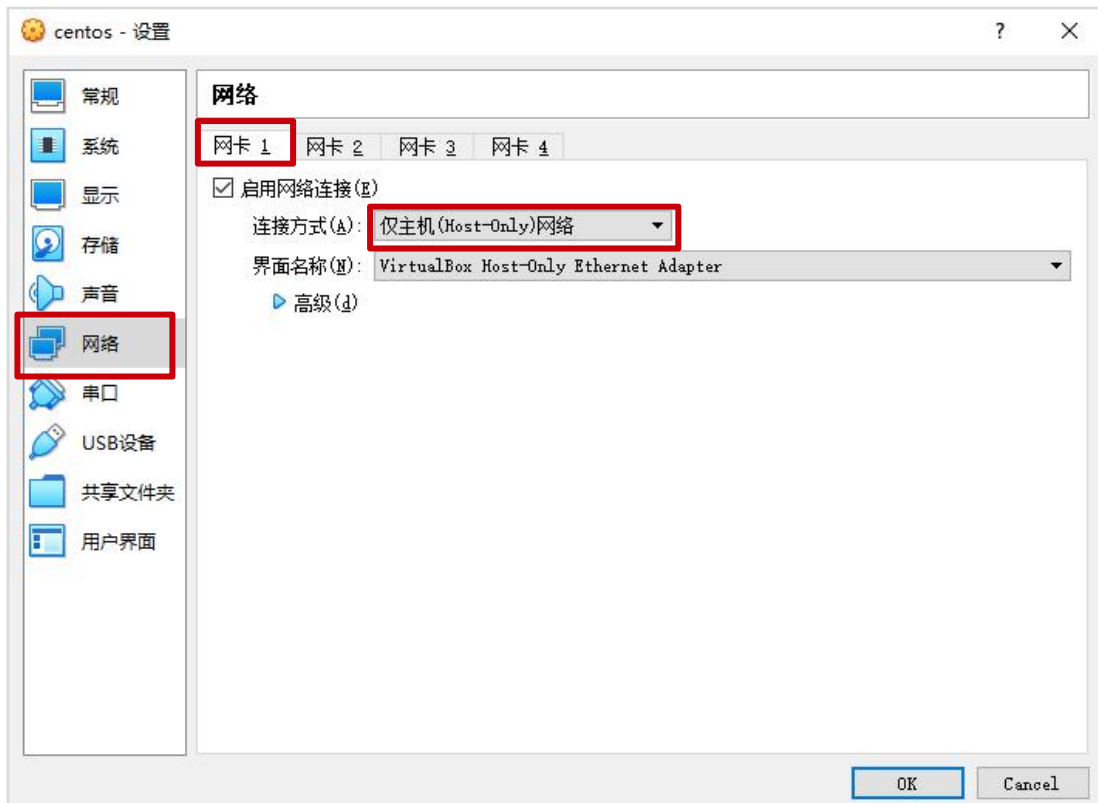 centos - 设置
?
常规
系统
显示
存储
声音
网络
串口
USB设备
共享文件夹
用户界面
网络
网卡 1 网卡 2 网卡 3 网卡 4
启用网络连接(E)
连接方式(A): 仅主机(Host-Only)网络
界面名称(N): VirtualBox Host-Only Ethernet Adapter
高级(d)
OK Cancel